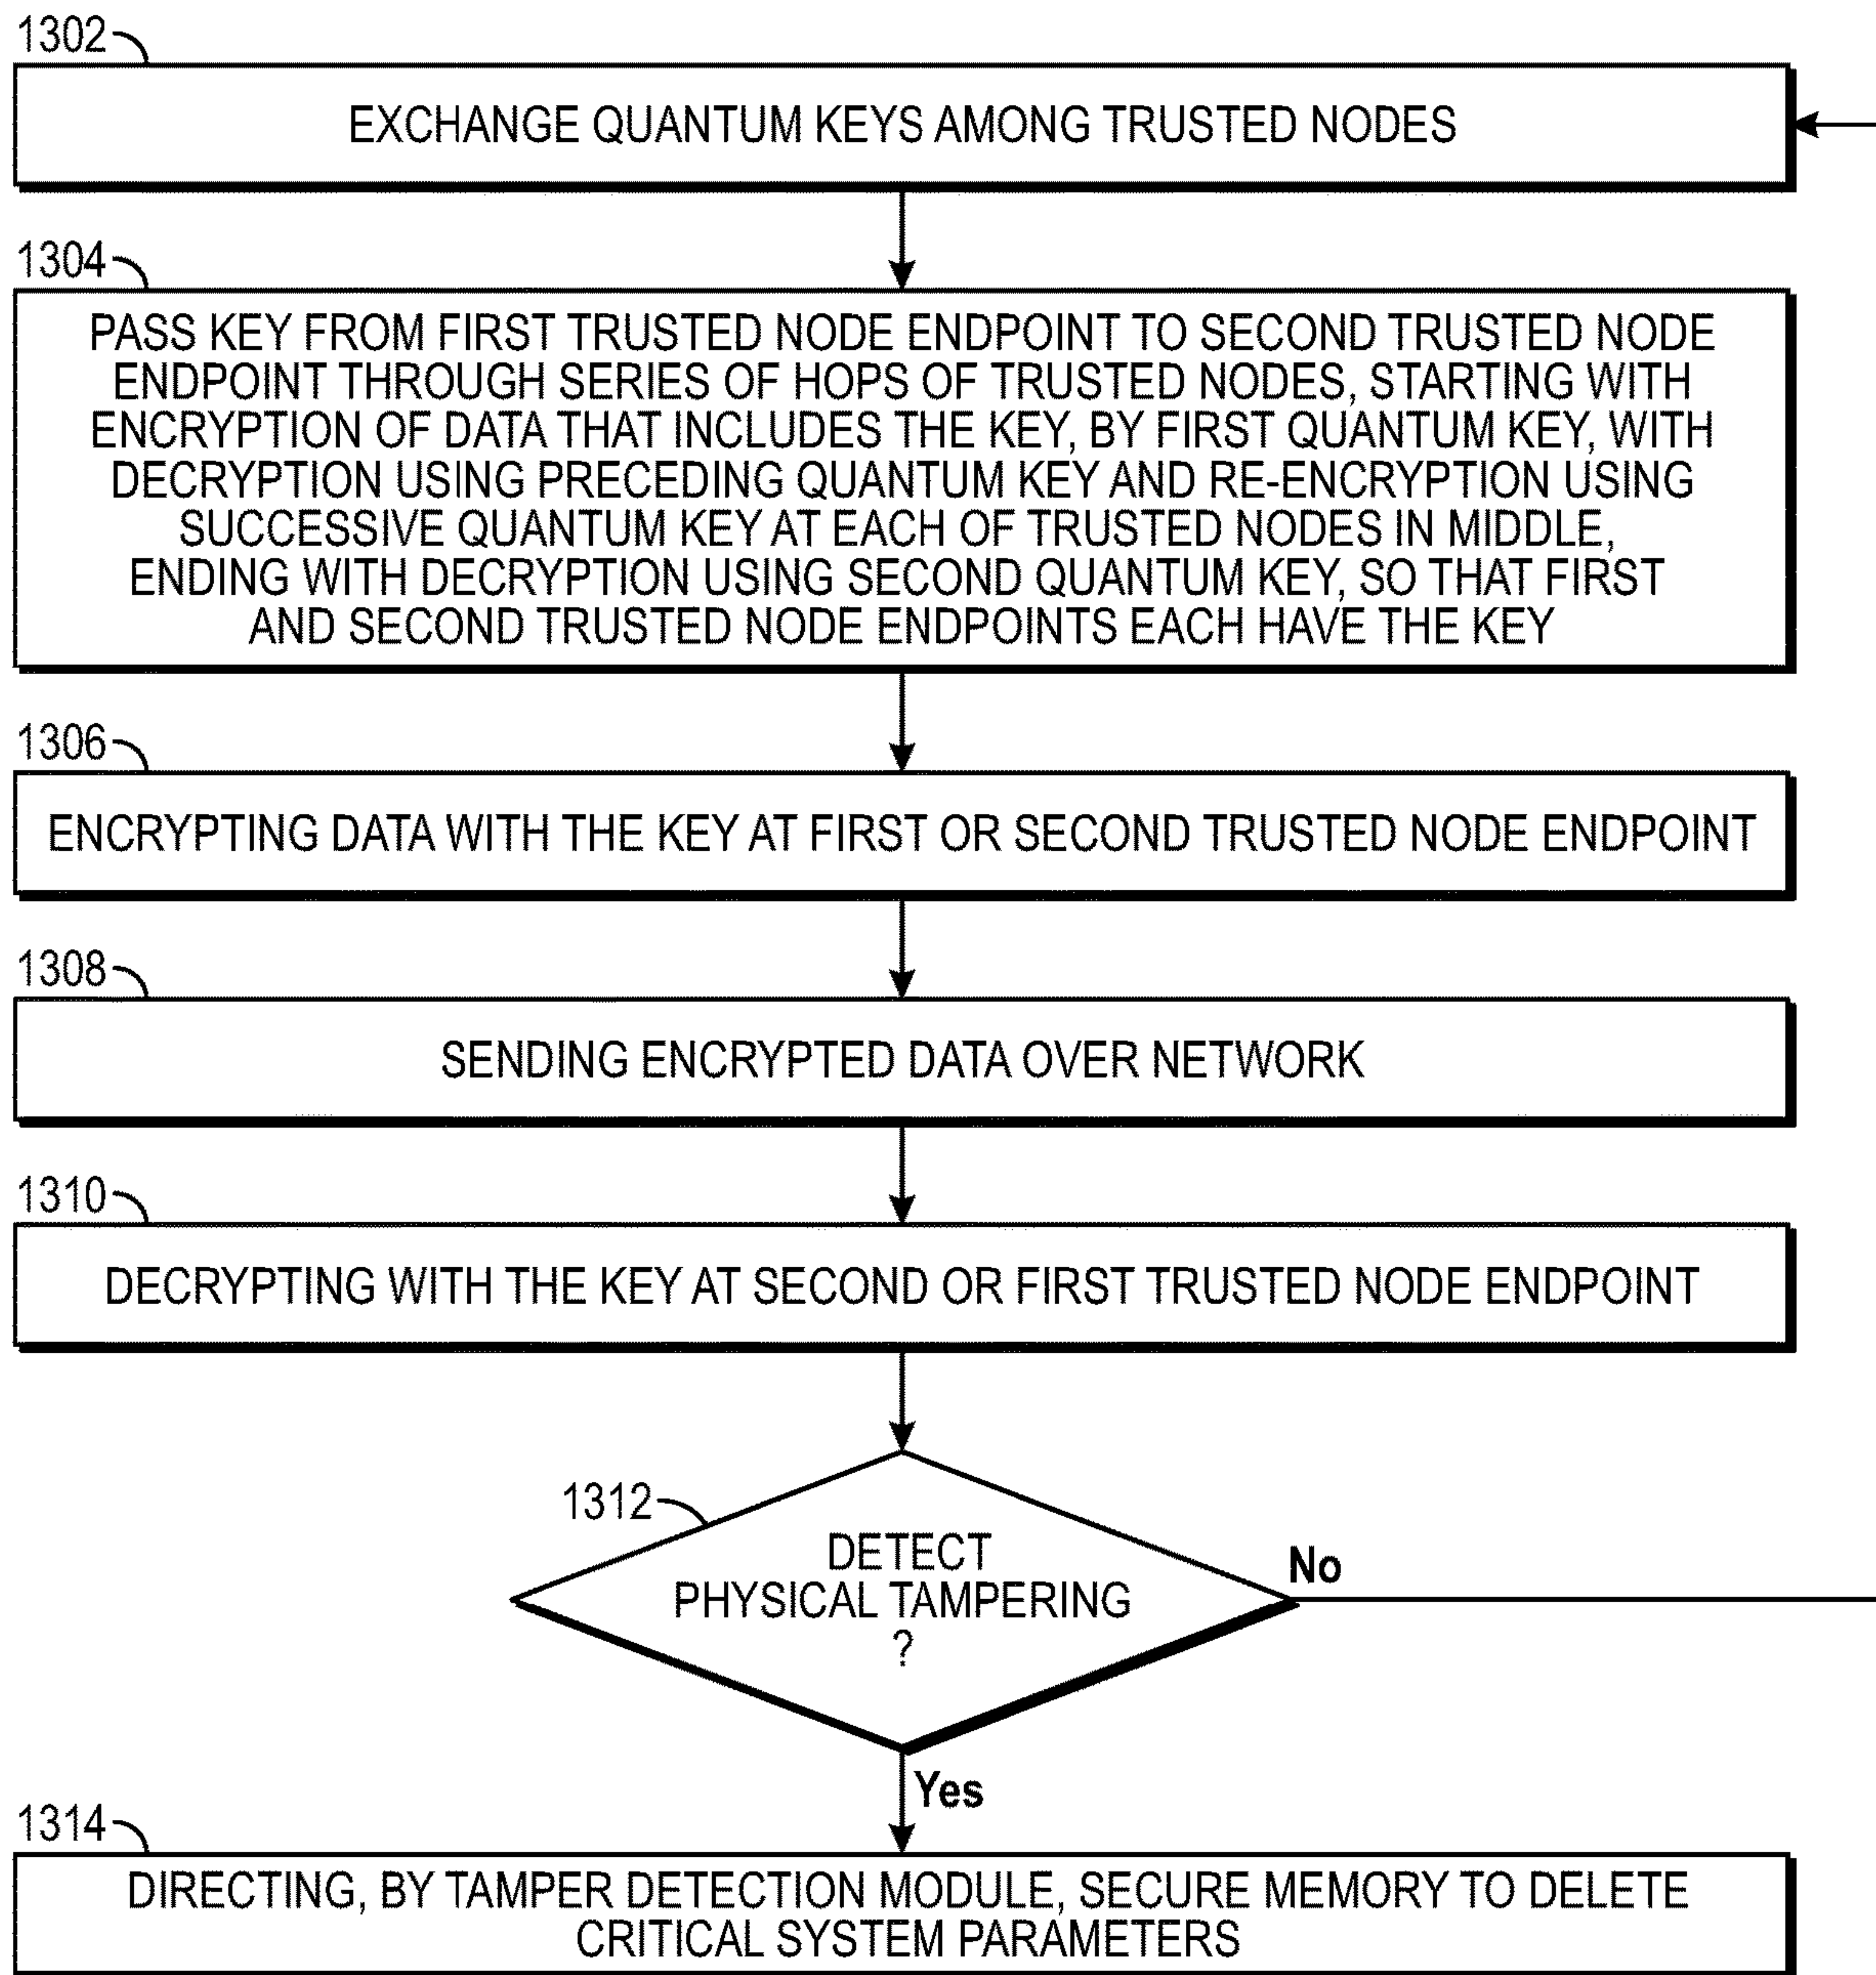 1302
EXCHANGE QUANTUM KEYS AMONG TRUSTED NODES
1304
PASS KEY FROM FIRST TRUSTED NODE ENDPOINT TO SECOND TRUSTED NODE
ENDPOINT THROUGH SERIES OF HOPS OF TRUSTED NODES, STARTING WITH
ENCRYPTION OF DATA THAT INCLUDES THE KEY, BY FIRST QUANTUM KEY, WITH
DECRYPTION USING PRECEDING QUANTUM KEY AND RE-ENCRYPTION USING
SUCCESSIVE QUANTUM KEY AT EACH OF TRUSTED NODES IN MIDDLE,
ENDING WITH DECRYPTION USING SECOND QUANTUM KEY, SO THAT FIRST
AND SECOND TRUSTED NODE ENDPOINTS EACH HAVE THE KEY
1306
ENCRYPTING DATA WITH THE KEY AT FIRST OR SECOND TRUSTED NODE ENDPOINT
1308
SENDING ENCRYPTED DATA OVER NETWORK
1310
DECRYPTING WITH THE KEY AT SECOND OR FIRST TRUSTED NODE ENDPOINT
1312
DETECT
PHYSICAL TAMPERING
?
No
Yes
1314
DIRECTING, BY TAMPER DETECTION MODULE, SECURE MEMORY TO DELETE
CRITICAL SYSTEM PARAMETERS